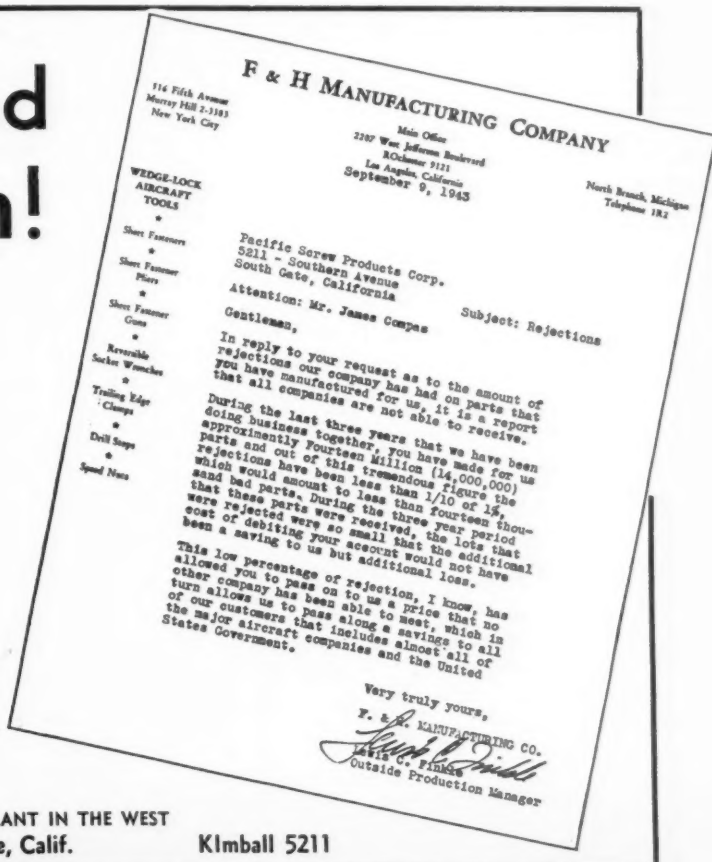 d
n!
F & H MANUFACTURING COMPANY
516 Fifth Avenue
Murray Hill 2-3585
New York City
Main Office
2207 West Jefferson Boulevard
ROchester 9121
Los Angeles, California
September 9, 1943
North Branch, Michigan
Telephone 1R2
WEDGE-LOCK
AIRCRAFT
TOOLS
Sheet Fasteners
Sheet Fastener
Pliers
Sheet Fastener
Guns
Reversible
Socket Wrenches
Trailing Edge
Clamps
Drill Stops
Speed Nuts
Pacific Screw Products Corp.
5211 - Southern Avenue
South Gate, California
Attention: Mr. James Compas
Subject: Rejections
Gentlemen,
In reply to your request as to the amount of
rejections our company has had on parts that
you have manufactured for us, it is a report
that all companies are not able to receive.
During the last three years that we have been
doing business together, you have made for us
approximently Fourteen Million (14,000,000)
parts and out of this tremendous figure the
rejections have been less than 1/10 of 1%,
which would amount to less than fourteen thou-
sand bad parts. During the three year period
that these parts were received, the lots that
were rejected were so small that the additional
cost of debiting your account would not have
been a saving to us but additional loss.
This low percentage of rejection, I know, has
allowed you to pass on to us a price that no
other company has been able to meet, which in
turn allows us to pass along a savings to all
of our customers that includes almost all of
the major aircraft companies and the United
States Government.
Very truly yours,
F. & H. MANUFACTURING CO.
Lewis C.
Outside Production Manager
ANT IN THE WEST
e, Calif.
KImball 5211